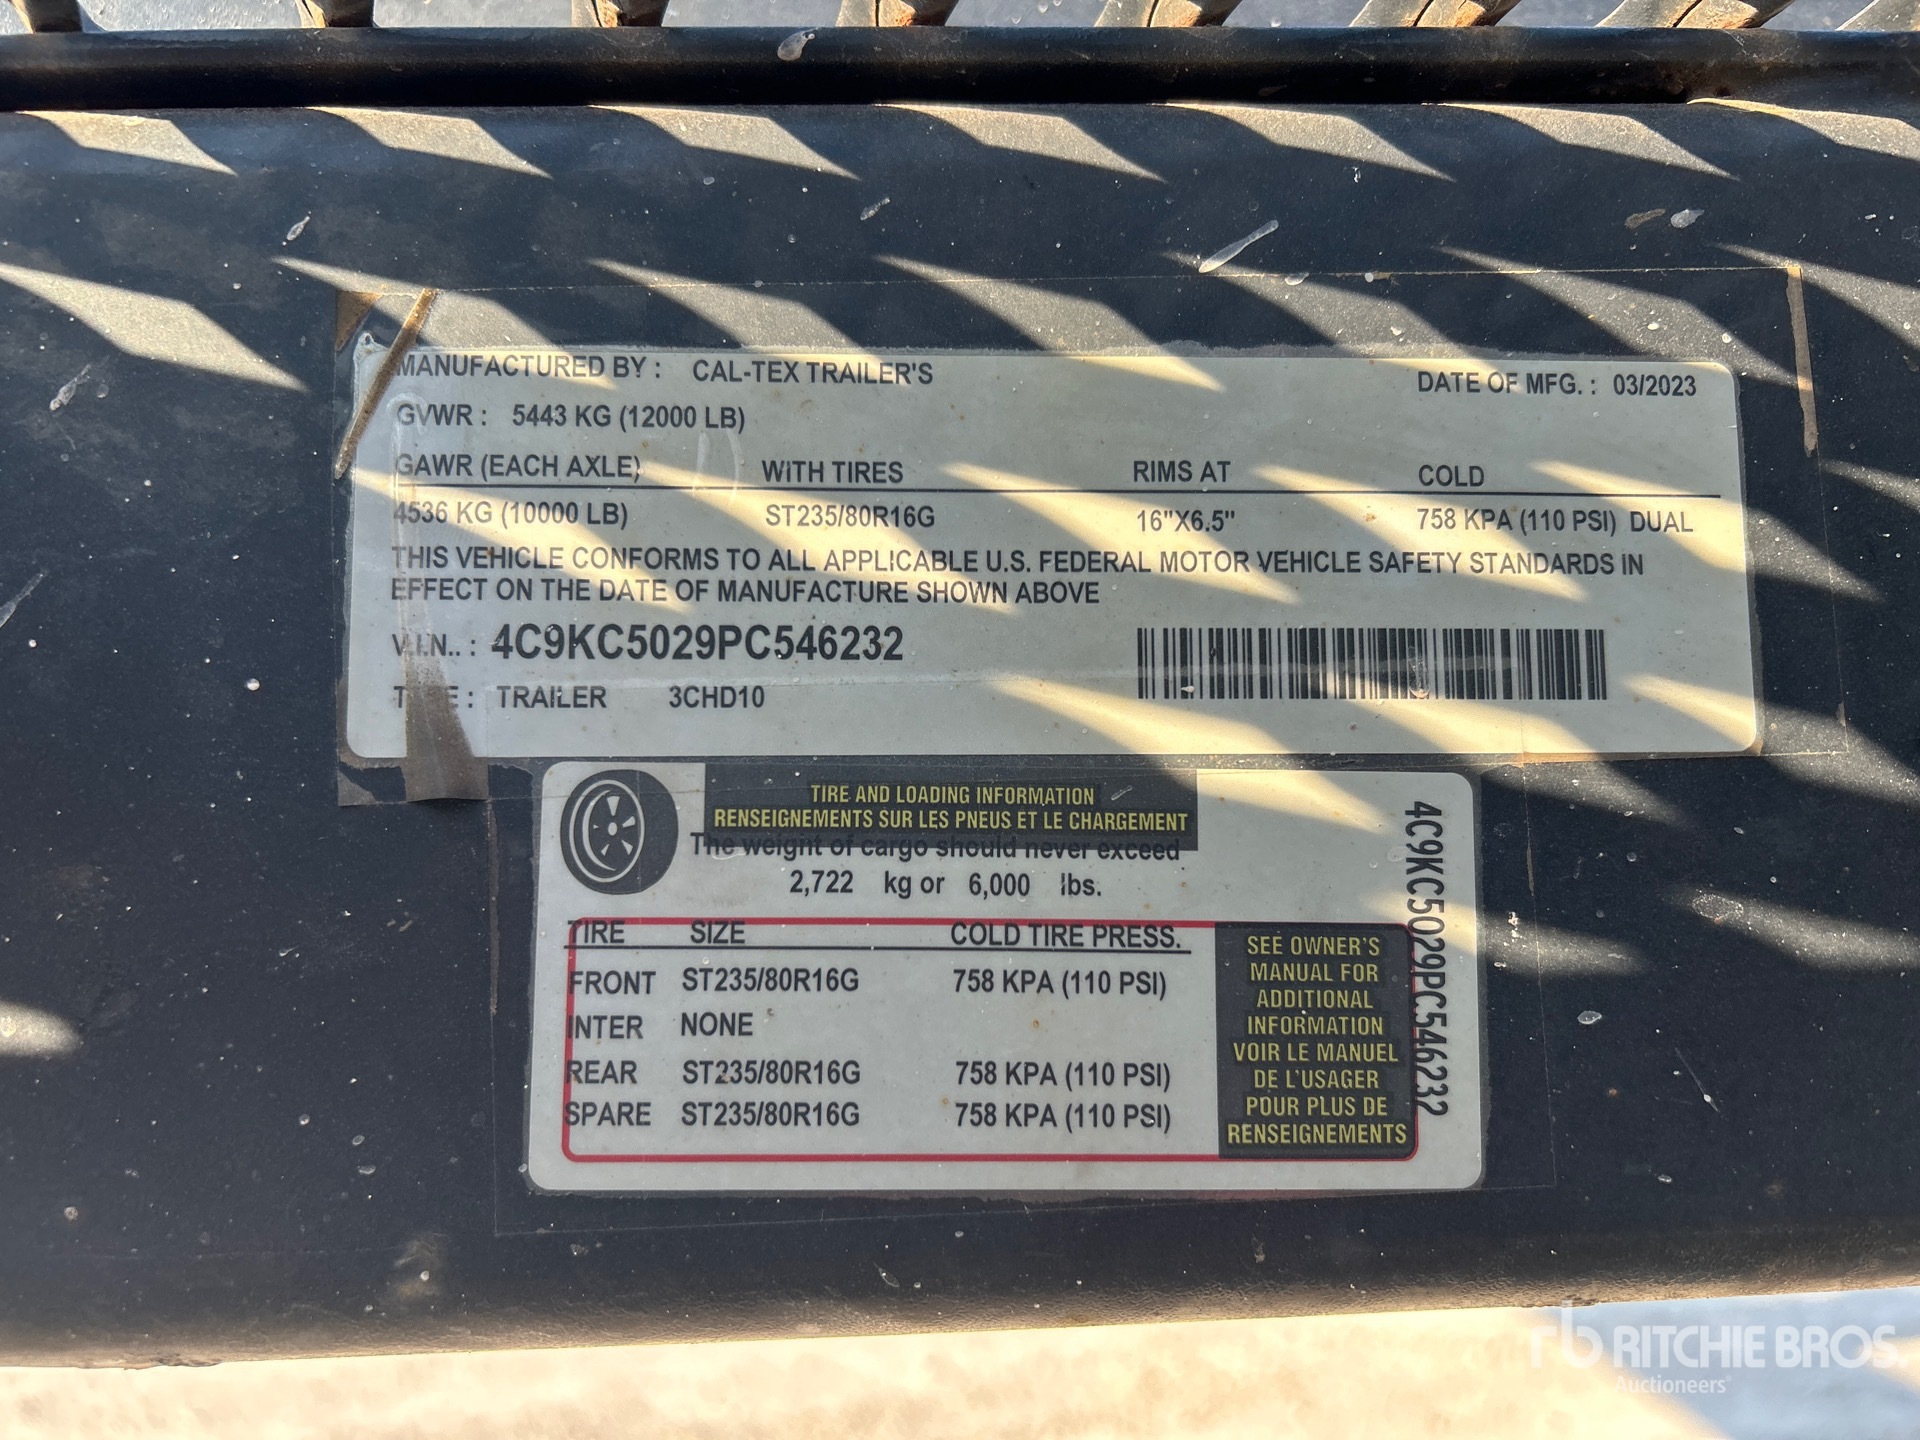 MANUFACTURED BY : CAL-TEX TRAILER'S DATE OF MFG. : 03/2023
GVWR : 5443 KG (12000 LB)
GAWR (EACH AXLE) WITH TIRES RIMS AT COLD
4536 KG (10000 LB) ST235/80R16G 16"X6.5" 758 KPA (110 PSI) DUAL
THIS VEHICLE CONFORMS TO ALL APPLICABLE U.S. FEDERAL MOTOR VEHICLE SAFETY STANDARDS IN
EFFECT ON THE DATE OF MANUFACTURE SHOWN ABOVE
V.I.N.. : 4C9KC5029PC546232
TYPE : TRAILER 3CHD10
TIRE AND LOADING INFORMATION
RENSEIGNEMENTS SUR LES PNEUS ET LE CHARGEMENT
The weight of cargo should never exceed
2,722 kg or 6,000 lbs.
TIRE SIZE COLD TIRE PRESS.
FRONT ST235/80R16G 758 KPA (110 PSI)
INTER NONE
REAR ST235/80R16G 758 KPA (110 PSI)
SPARE ST235/80R16G 758 KPA (110 PSI)
SEE OWNER'S
MANUAL FOR
ADDITIONAL
INFORMATION
VOIR LE MANUEL
DE L'USAGER
POUR PLUS DE
RENSEIGNEMENTS
4C9KC5029PC546232
rb RITCHIE BROS.
Auctioneers